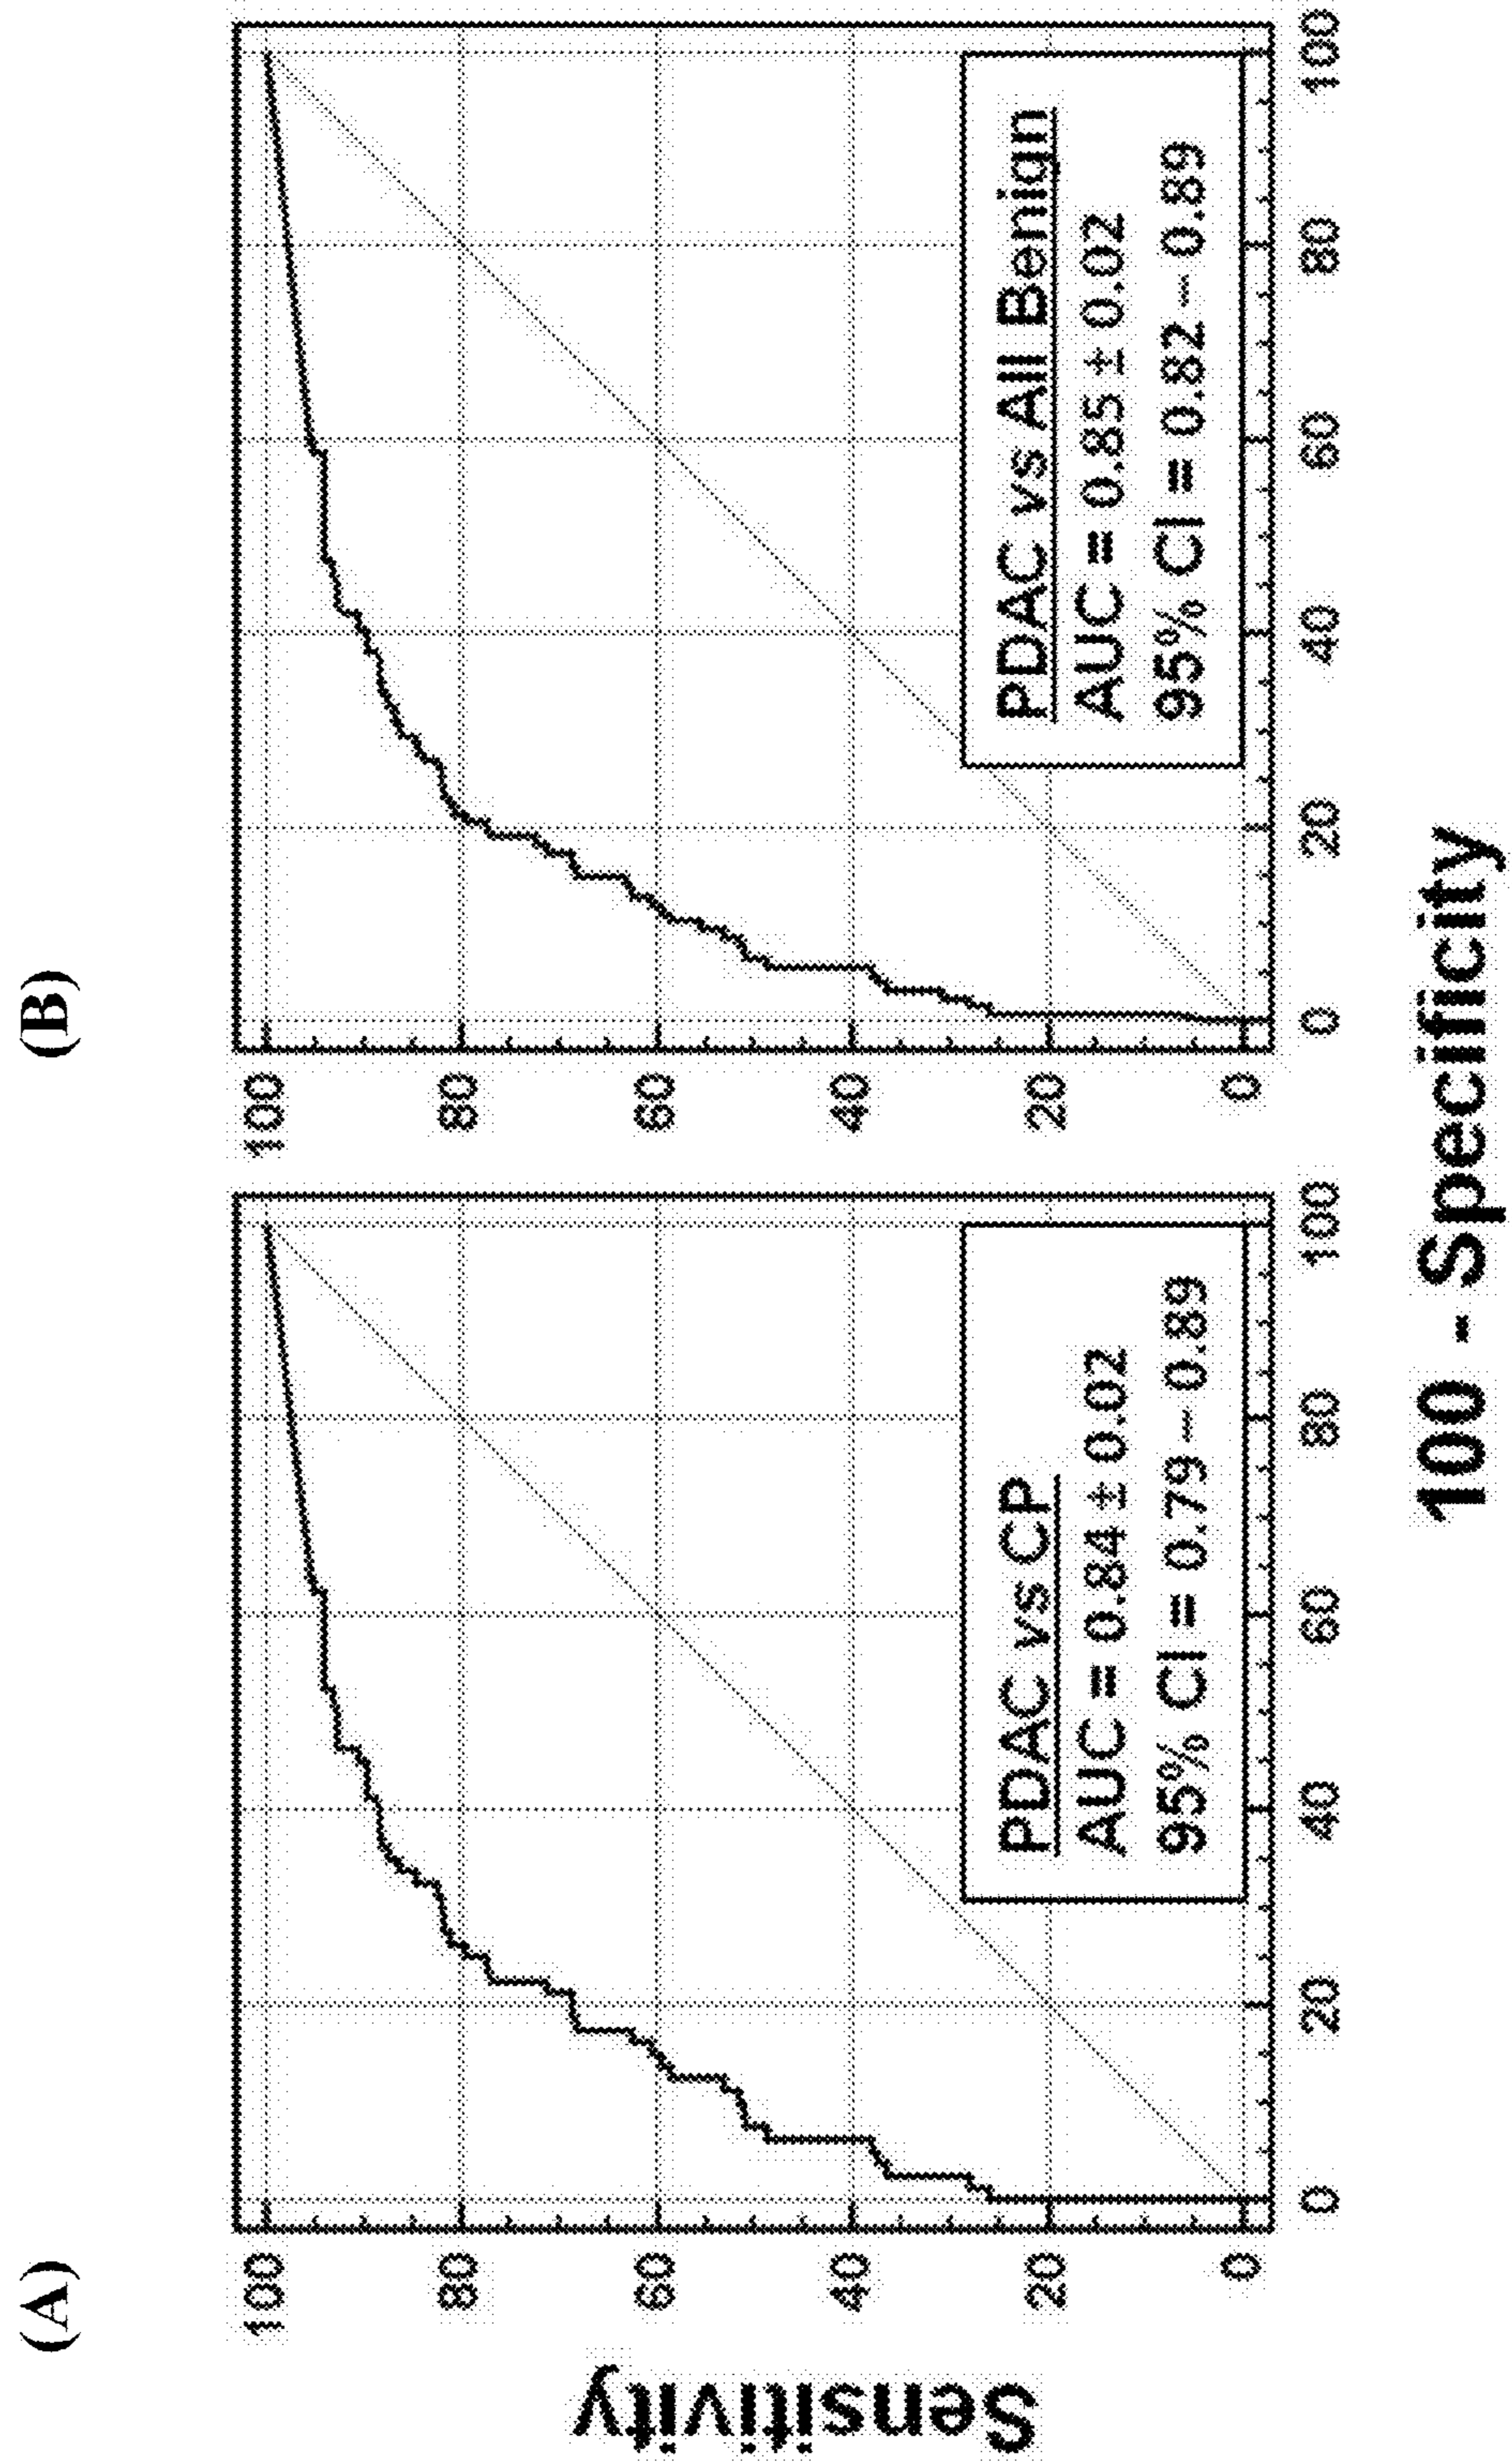 (A)
(B)
Sensitivity
100
80
60
40
20
0
0
20
40
60
80
100
PDAC vs CP
AUC = 0.84 ± 0.02
95% CI = 0.79 – 0.89
100
80
60
40
20
0
0
20
40
60
80
100
PDAC vs All Benign
AUC = 0.85 ± 0.02
95% CI = 0.82 – 0.89
100 - Specificity